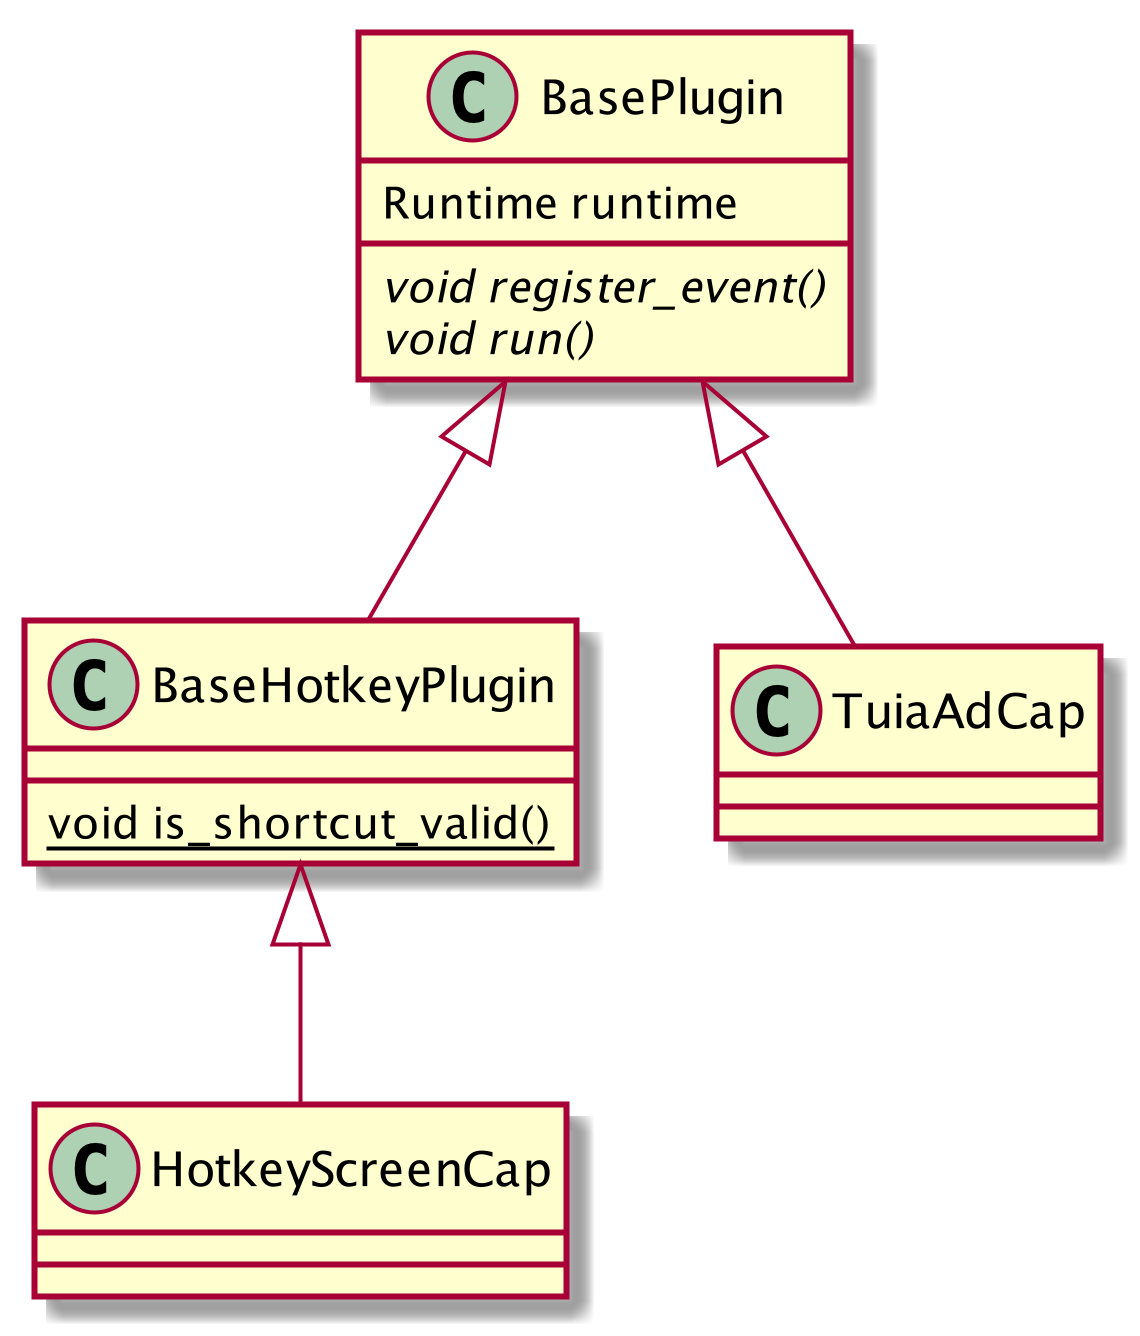 C BasePlugin
Runtime runtime
void register_event()
void run()
C BaseHotkeyPlugin
void is_shortcut_valid()
C TuiaAdCap
C HotkeyScreenCap